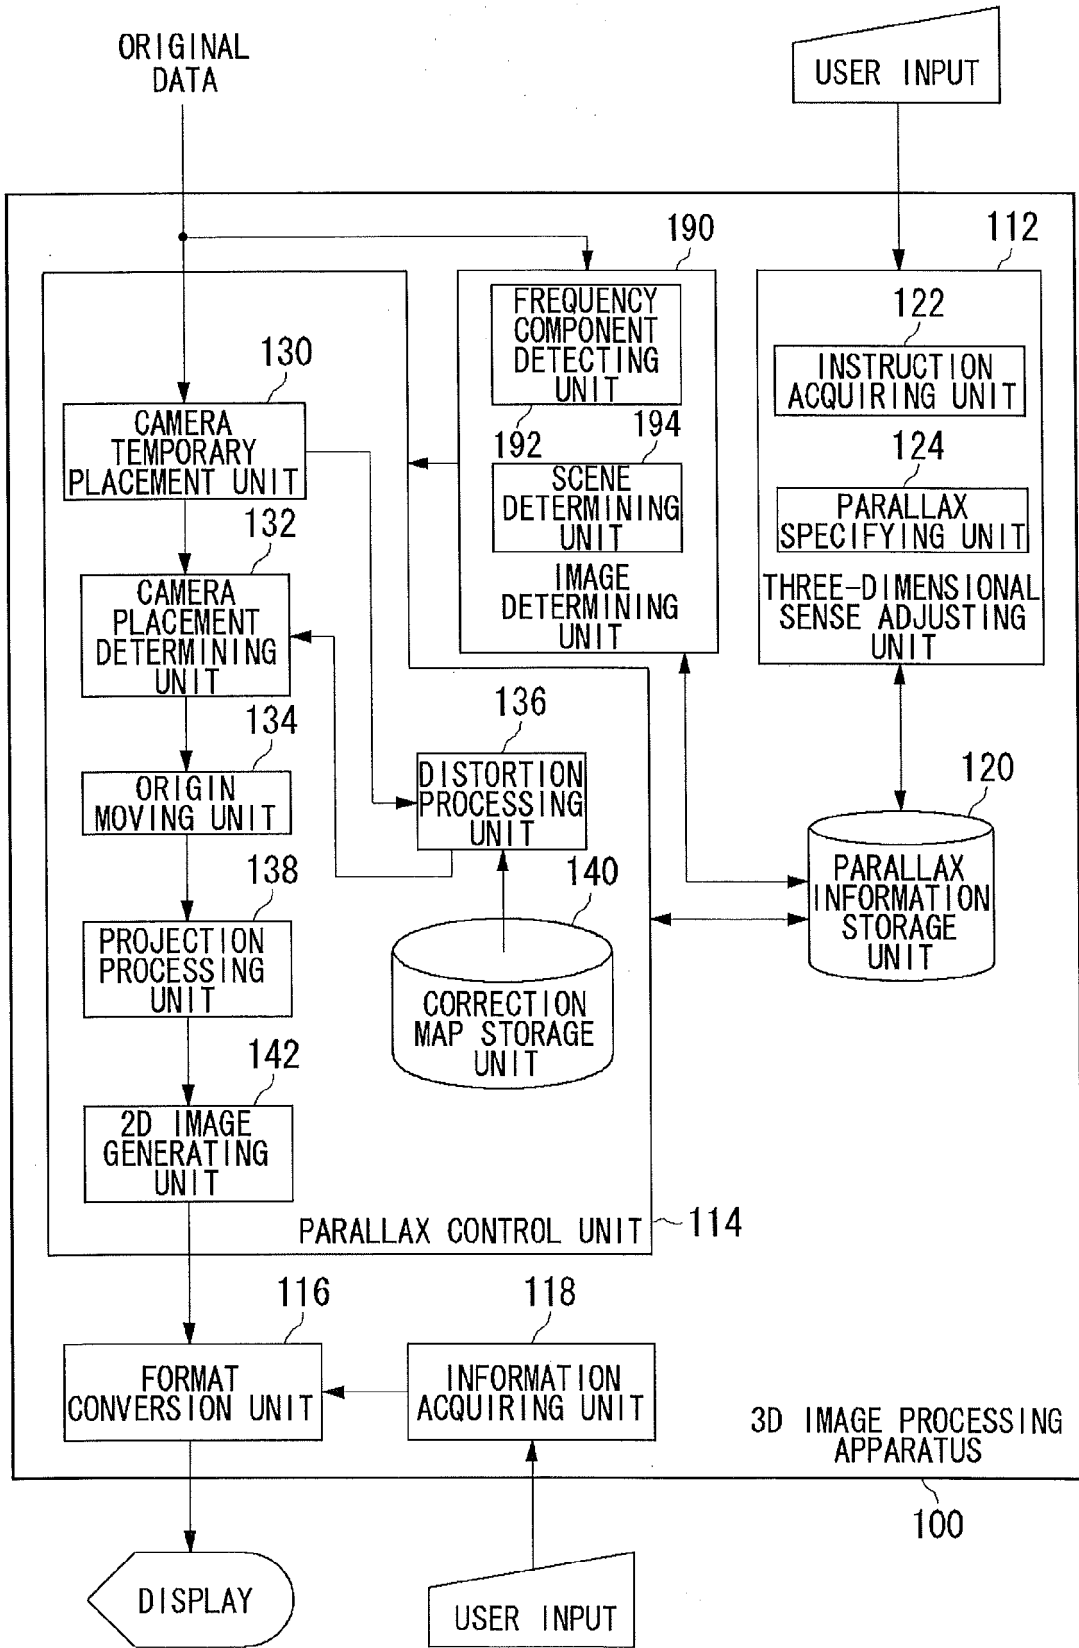 ORIGINAL
DATA
USER INPUT
190
112
FREQUENCY
COMPONENT
DETECTING
UNIT
122
INSTRUCTION
ACQUIRING UNIT
130
CAMERA
TEMPORARY
PLACEMENT UNIT
192
194
SCENE
DETERMINING
UNIT
124
PARALLAX
SPECIFYING UNIT
132
IMAGE
DETERMINING
UNIT
THREE-DIMENSIONAL
SENSE ADJUSTING
UNIT
CAMERA
PLACEMENT
DETERMINING
UNIT
134
136
ORIGIN
MOVING UNIT
DISTORTION
PROCESSING
UNIT
120
PARALLAX
INFORMATION
STORAGE
UNIT
138
140
PROJECTION
PROCESSING
UNIT
CORRECTION
MAP STORAGE
UNIT
142
2D IMAGE
GENERATING
UNIT
PARALLAX CONTROL UNIT
114
116
118
FORMAT
CONVERSION UNIT
INFORMATION
ACQUIRING UNIT
3D IMAGE PROCESSING
APPARATUS
100
DISPLAY
USER INPUT